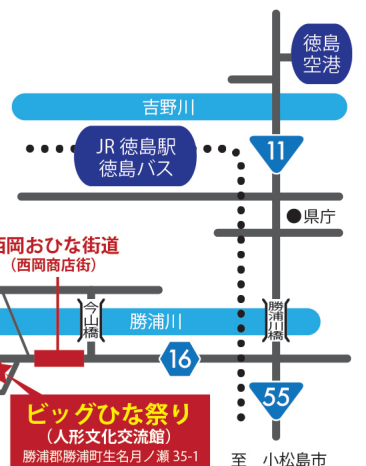 徳島
空港
吉野川
JR 徳島駅
徳島バス
11
県庁
西岡おひな街道
(西岡商店街)
今山橋
勝浦川
勝浦川橋
16
55
ビッグひな祭り
(人形文化交流館)
勝浦郡勝浦町生名月ノ瀬 35-1
至 小松島市